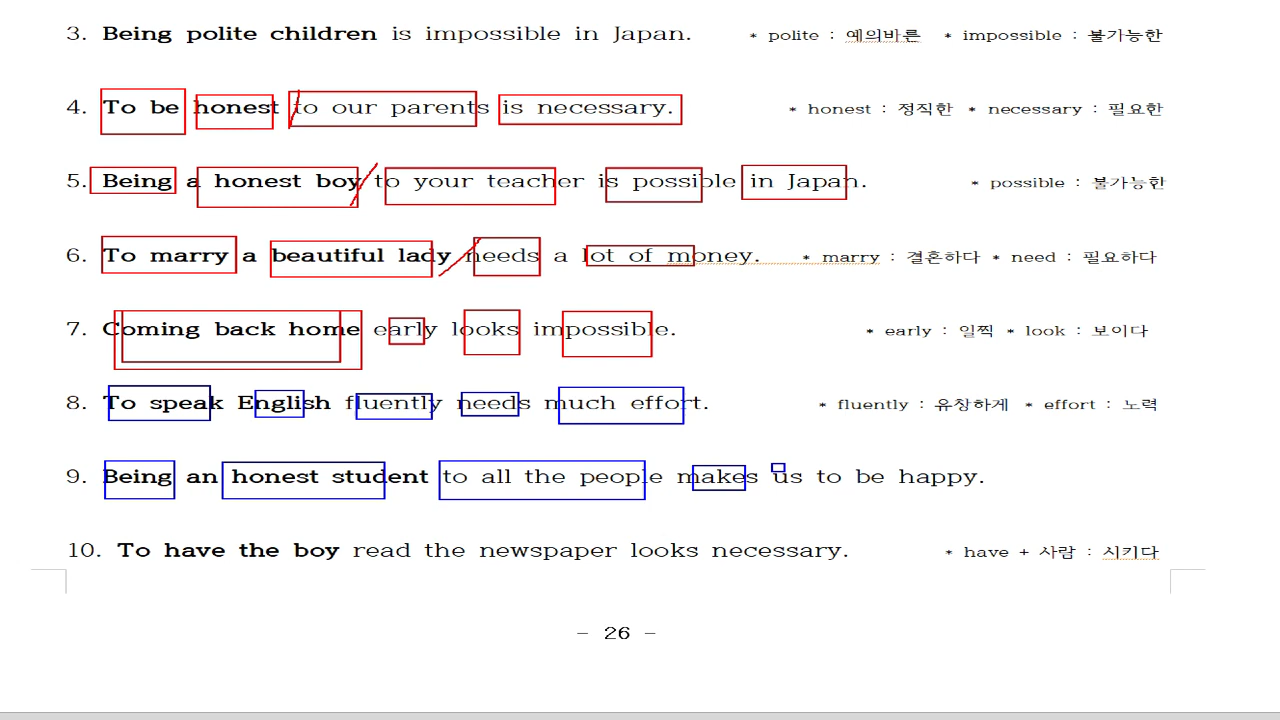 3. Being polite children is impossible in Japan. * polite : 예의바른 * impossible : 불가능한
4. To be honest to our parents is necessary. * honest : 정직한 * necessary : 필요한
5. Being a honest boy to your teacher is possible in Japan. * possible : 불가능한
6. To marry a beautiful lady needs a lot of money. * marry : 결혼하다 * need : 필요하다
7. Coming back home early looks impossible. * early : 일찍 * look : 보이다
8. To speak English fluently needs much effort. * fluently : 유창하게 * effort : 노력
9. Being an honest student to all the people makes us to be happy.
10. To have the boy read the newspaper looks necessary. * have + 사람 : 시키다
- 26 -